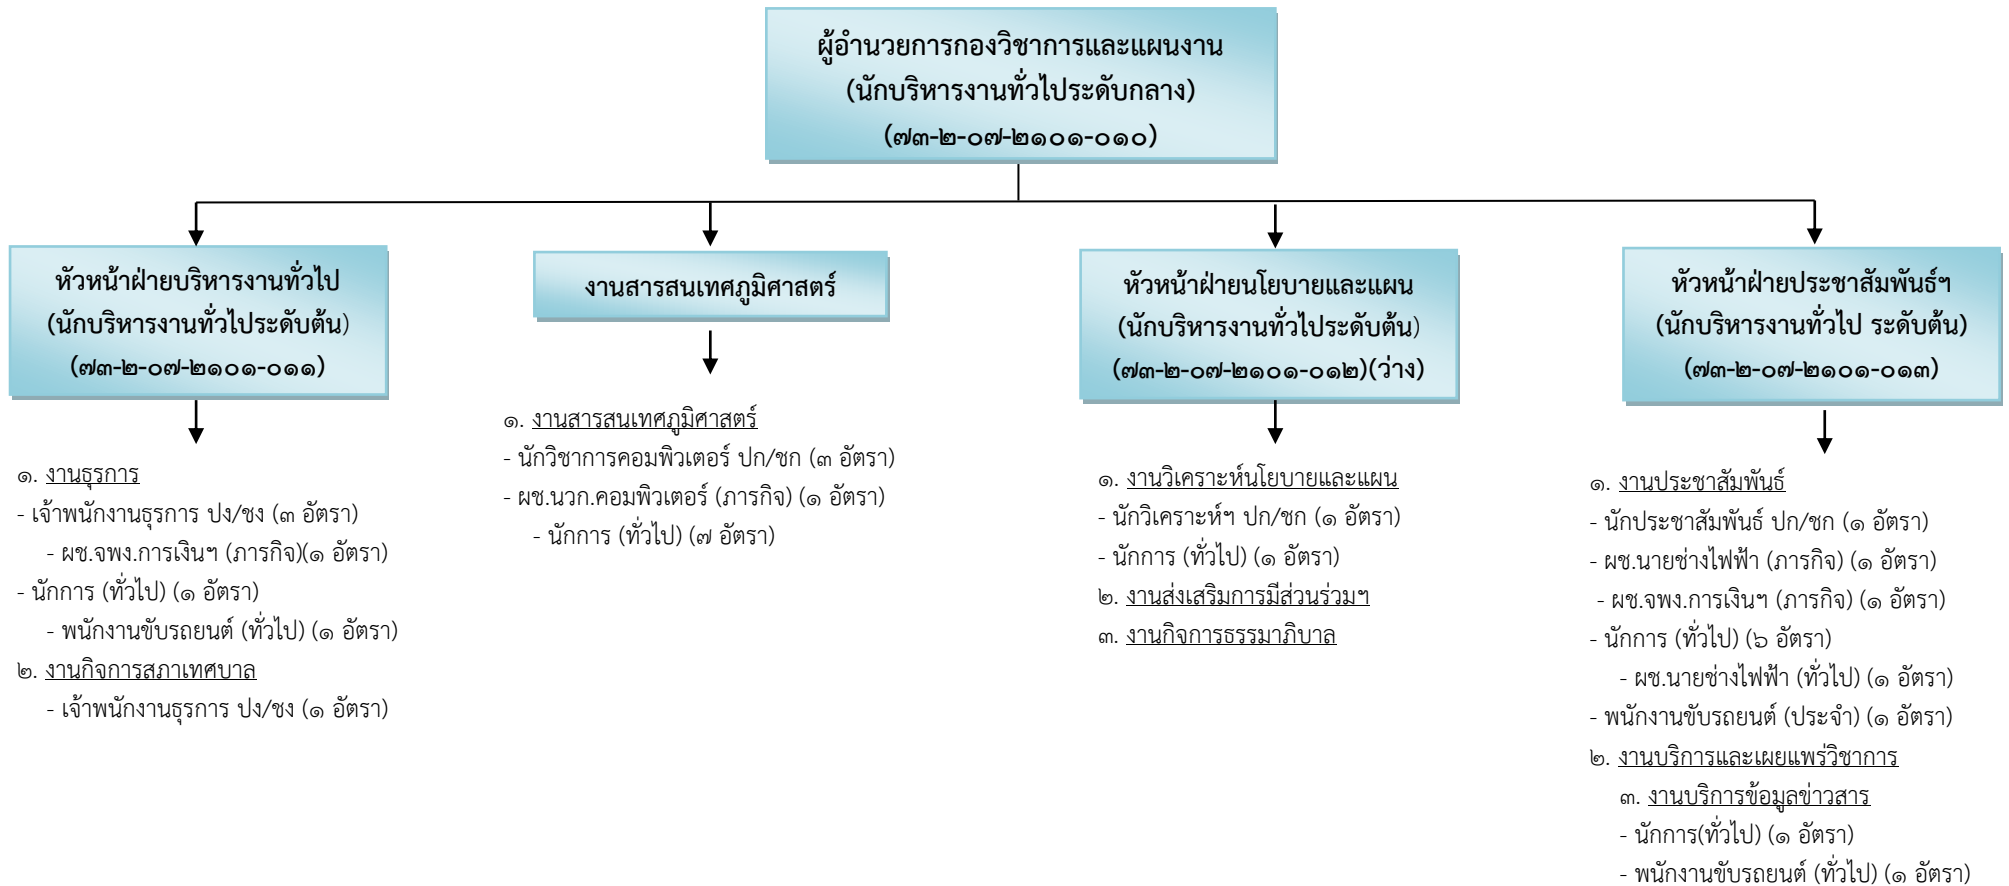 ผู้อำนวยการกองวิชาการและแผนงาน
(นักบริหารงานทั่วไประดับกลาง)
(๗๓-๒-๐๗-๒๑๐๑-๐๑๐)
หัวหน้าฝ่ายบริหารงานทั่วไป
(นักบริหารงานทั่วไประดับต้น)
(๗๓-๒-๐๗-๒๑๐๑-๐๑๑)
๑. งานธุรการ
- เจ้าพนักงานธุรการ ปง/ชง (๓ อัตรา)
- ผช.จพง.การเงินฯ (ภารกิจ)(๑ อัตรา)
- นักการ (ทั่วไป) (๑ อัตรา)
- พนักงานขับรถยนต์ (ทั่วไป) (๑ อัตรา)
๒. งานกิจการสภาเทศบาล
- เจ้าพนักงานธุรการ ปง/ชง (๑ อัตรา)
งานสารสนเทศภูมิศาสตร์
๑. งานสารสนเทศภูมิศาสตร์
- นักวิชาการคอมพิวเตอร์ ปก/ชก (๓ อัตรา)
- ผช.นวก.คอมพิวเตอร์ (ภารกิจ) (๑ อัตรา)
- นักการ (ทั่วไป) (๗ อัตรา)
หัวหน้าฝ่ายนโยบายและแผน
(นักบริหารงานทั่วไประดับต้น)
(๗๓-๒-๐๗-๒๑๐๑-๐๑๒)(ว่าง)
๑. งานวิเคราะห์นโยบายและแผน
- นักวิเคราะห์ฯ ปก/ชก (๑ อัตรา)
- นักการ (ทั่วไป) (๑ อัตรา)
๒. งานส่งเสริมการมีส่วนร่วมฯ
๓. งานกิจการธรรมาภิบาล
หัวหน้าฝ่ายประชาสัมพันธ์ฯ
(นักบริหารงานทั่วไป ระดับต้น)
(๗๓-๒-๐๗-๒๑๐๑-๐๑๓)
๑. งานประชาสัมพันธ์
- นักประชาสัมพันธ์ ปก/ชก (๑ อัตรา)
- ผช.นายช่างไฟฟ้า (ภารกิจ) (๑ อัตรา)
- ผช.จพง.การเงินฯ (ภารกิจ) (๑ อัตรา)
- นักการ (ทั่วไป) (๖ อัตรา)
- ผช.นายช่างไฟฟ้า (ทั่วไป) (๑ อัตรา)
- พนักงานขับรถยนต์ (ประจำ) (๑ อัตรา)
๒. งานบริการและเผยแพร่วิชาการ
๓. งานบริการข้อมูลข่าวสาร
- นักการ(ทั่วไป) (๑ อัตรา)
- พนักงานขับรถยนต์ (ทั่วไป) (๑ อัตรา)